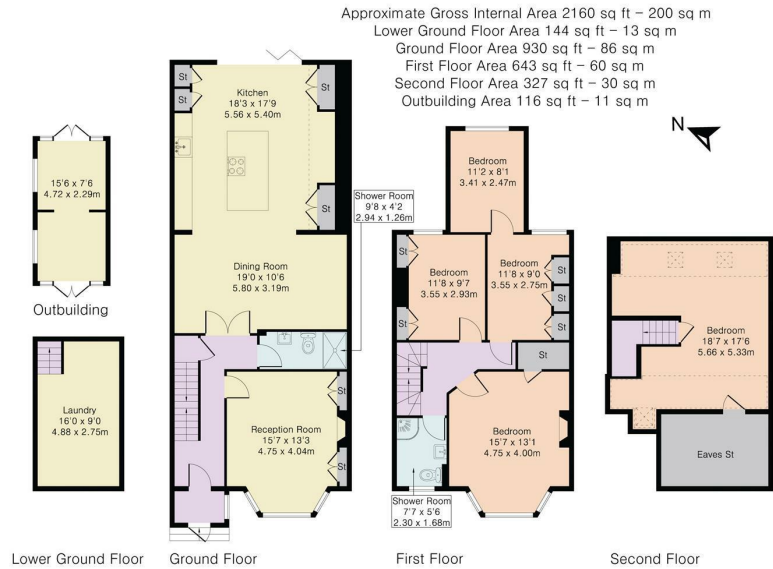 Approximate Gross Internal Area 2160 sq ft - 200 sq m
Lower Ground Floor Area 144 sq ft - 13 sq m
Ground Floor Area 930 sq ft - 86 sq m
First Floor Area 643 sq ft - 60 sq m
Second Floor Area 327 sq ft - 30 sq m
Outbuilding Area 116 sq ft - 11 sq m
N
15'6 x 7'6
4.72 x 2.29m
Outbuilding
Laundry
16'0 x 9'0
4.88 x 2.75m
Lower Ground Floor
St
St
St
Kitchen
18'3 x 17'9
5.56 x 5.40m
St
Shower Room
9'8 x 4'2
2.94 x 1.26m
Dining Room
19'0 x 10'6
5.80 x 3.19m
St
Reception Room
15'7 x 13'3
4.75 x 4.04m
St
Ground Floor
Bedroom
11'2 x 8'1
3.41 x 2.47m
St
Bedroom
11'8 x 9'7
3.55 x 2.93m
St
Bedroom
11'8 x 9'0
3.55 x 2.75m
St
St
St
St
Bedroom
15'7 x 13'1
4.75 x 4.00m
Shower Room
7'7 x 5'6
2.30 x 1.68m
First Floor
Bedroom
18'7 x 17'6
5.66 x 5.33m
Eaves St
Second Floor